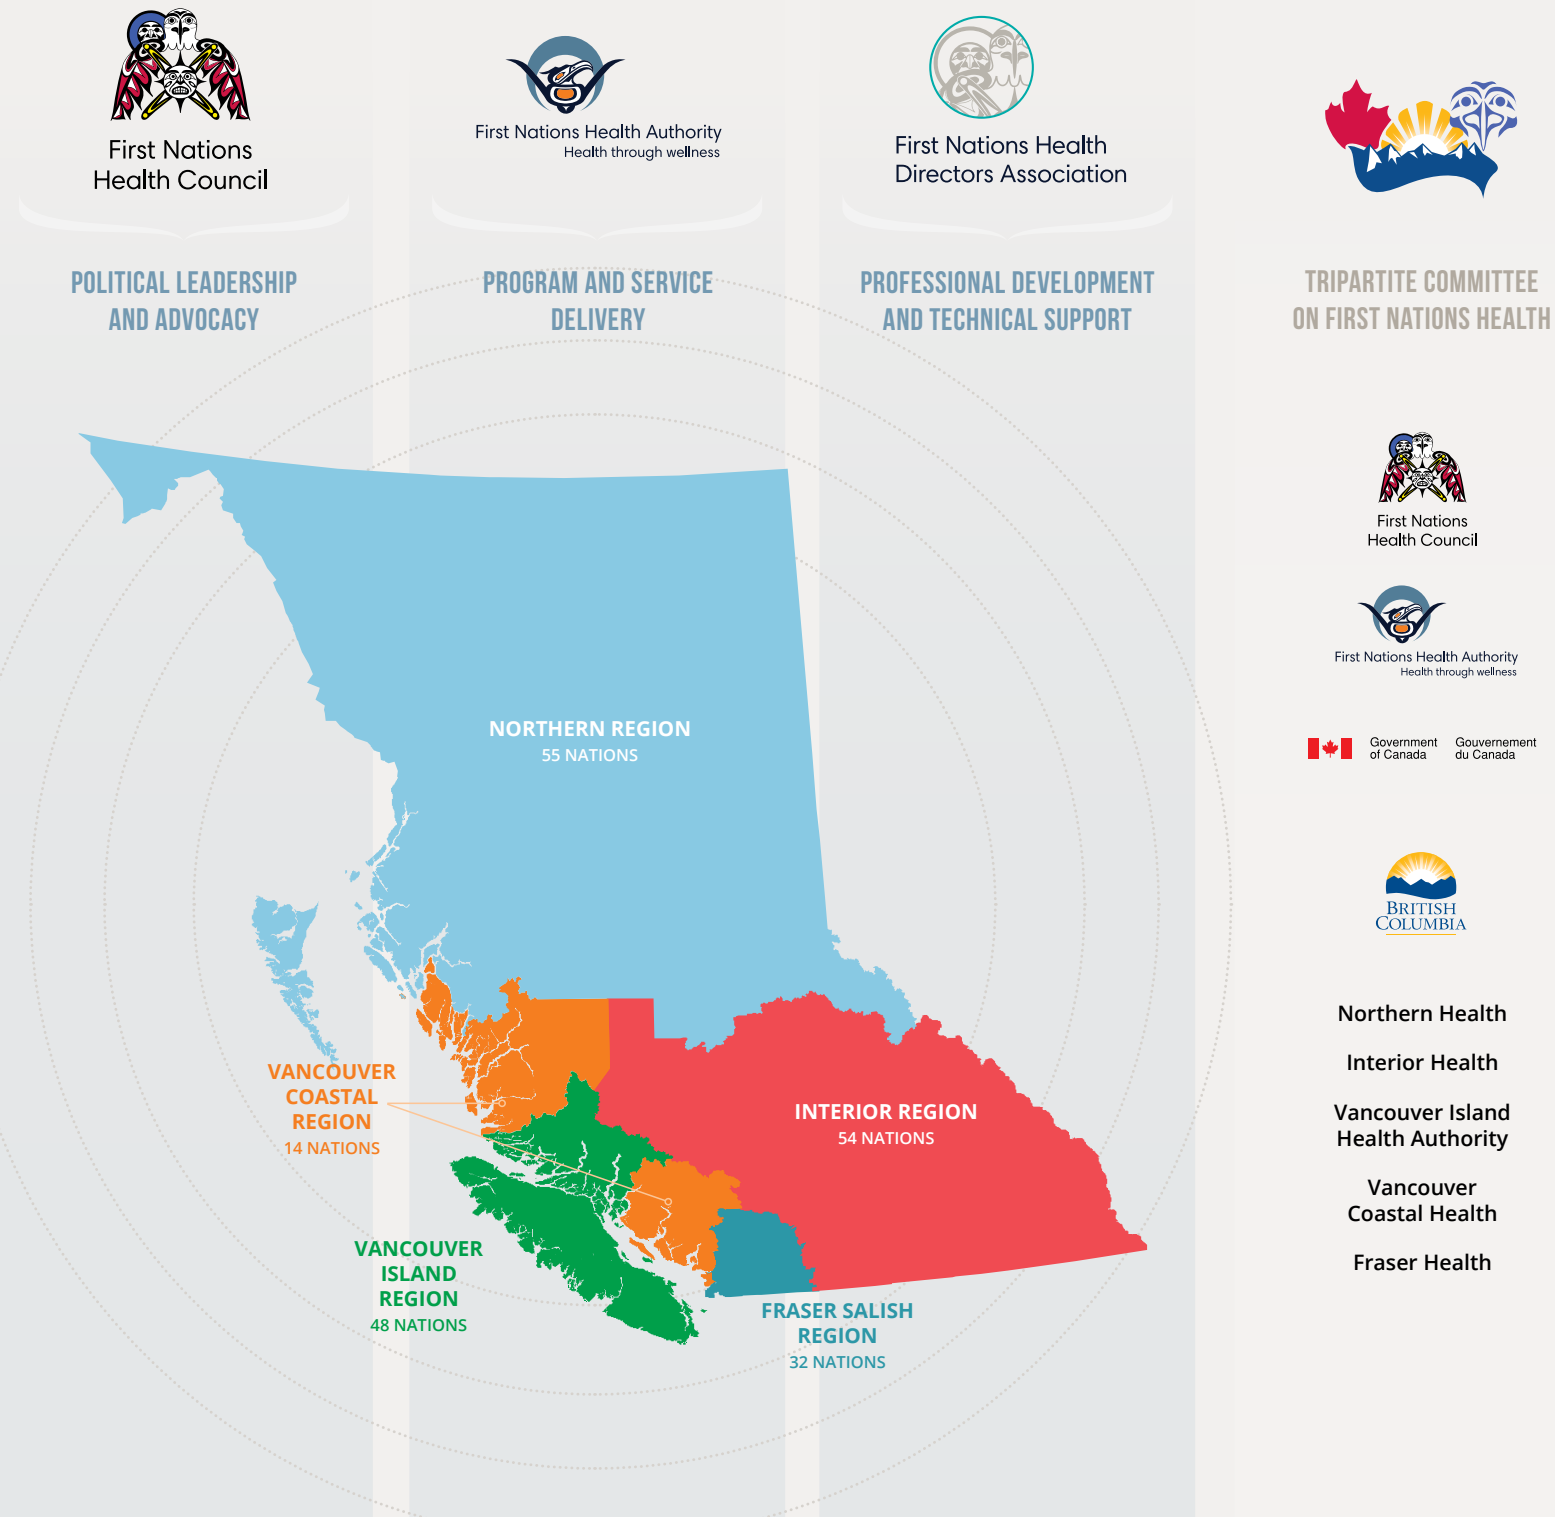 First Nations
Health Council
POLITICAL LEADERSHIP
AND ADVOCACY
First Nations Health Authority
Health through wellness
PROGRAM AND SERVICE
DELIVERY
First Nations Health
Directors Association
PROFESSIONAL DEVELOPMENT
AND TECHNICAL SUPPORT
TRIPARTITE COMMITTEE
ON FIRST NATIONS HEALTH
NORTHERN REGION
55 NATIONS
VANCOUVER
COASTAL
REGION
14 NATIONS
INTERIOR REGION
54 NATIONS
VANCOUVER
ISLAND
REGION
48 NATIONS
FRASER SALISH
REGION
32 NATIONS
First Nations
Health Council
First Nations Health Authority
Health through wellness
Government
of Canada
Gouvernement
du Canada
BRITISH
COLUMBIA
Northern Health
Interior Health
Vancouver Island
Health Authority
Vancouver
Coastal Health
Fraser Health